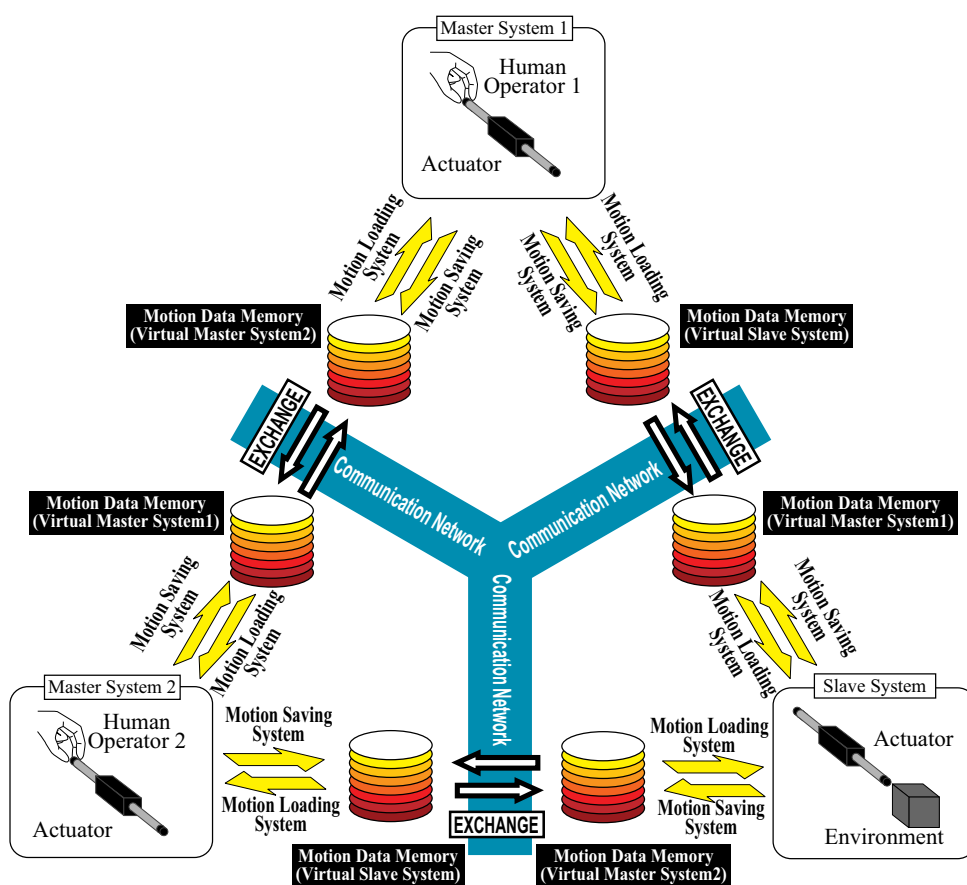 Master System 1
Human
Operator 1
Actuator
Motion Loading
System
Motion Saving
System
Motion Saving
System
Motion Loading
System
Motion Data Memory
(Virtual Master System2)
Motion Data Memory
(Virtual Slave System)
EXCHANGE
Communication Network
Communication Network
EXCHANGE
Motion Data Memory
(Virtual Master System1)
Motion Data Memory
(Virtual Master System1)
Communication Network
Motion Saving
System
Motion Loading
System
Motion Loading
System
Motion Saving
System
Master System 2
Human
Operator 2
Actuator
Motion Saving
System
Motion Loading
System
Motion Loading
System
Motion Saving
System
Slave System
Actuator
Environment
EXCHANGE
Motion Data Memory
(Virtual Slave System)
Motion Data Memory
(Virtual Master System2)